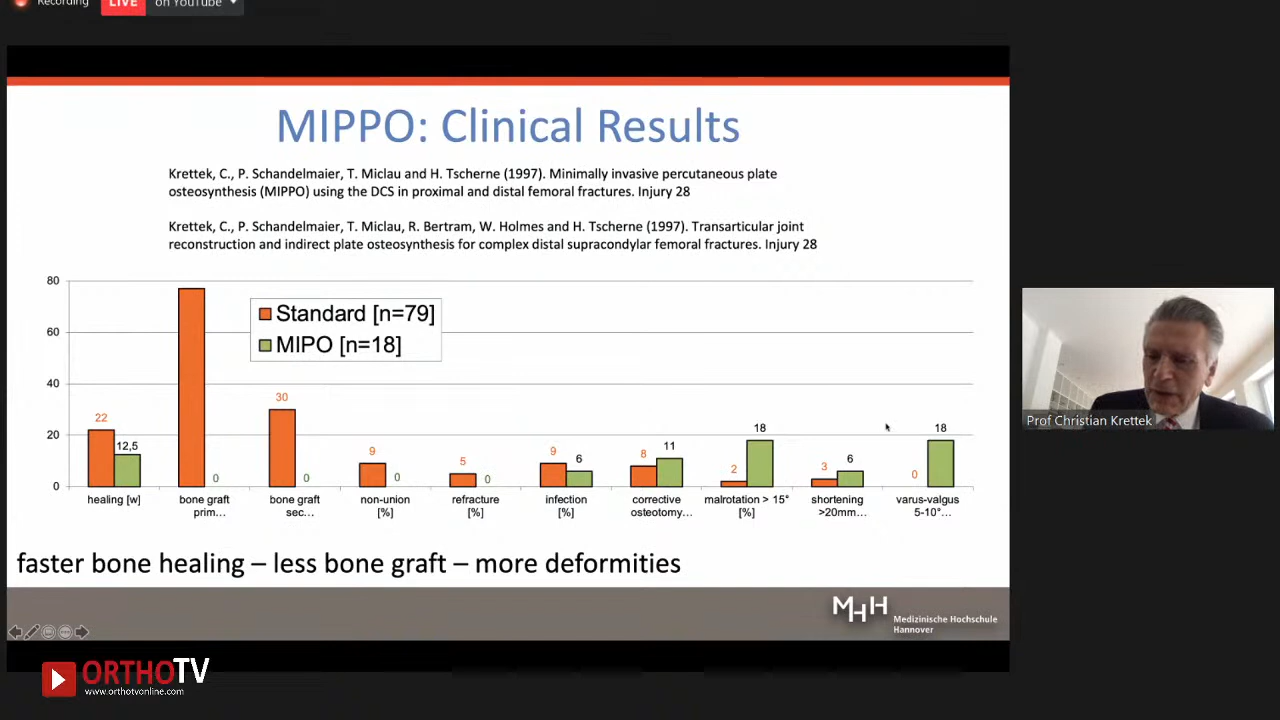 Recording
LIVE
on YouTube
MIPPO: Clinical Results
Krettek, C., P. Schandelmaier, T. Miclau and H. Tscherne (1997). Minimally invasive percutaneous plate
osteosynthesis (MIPPO) using the DCS in proximal and distal femoral fractures. Injury 28
Krettek, C., P. Schandelmaier, T. Miclau, R. Bertram, W. Holmes and H. Tscherne (1997). Transarticular joint
reconstruction and indirect plate osteosynthesis for complex distal supracondylar femoral fractures. Injury 28
80
60
40
20
0
Standard [n=79]
MIPO [n=18]
22
12,5
0
30
0
9
0
5
0
9
6
8
11
2
18
3
6
0
18
healing [w]
bone graft
prim...
bone graft
sec...
non-union
[%]
refracture
[%]
infection
[%]
corrective
osteotomy...
malrotation > 15°
[%]
shortening
>20mm...
varus-valgus
5-10°...
faster bone healing – less bone graft – more deformities
MHH
Medizinische Hochschule
Hannover
Prof Christian Krettek
ORTHOTV
www.orthotvonline.com